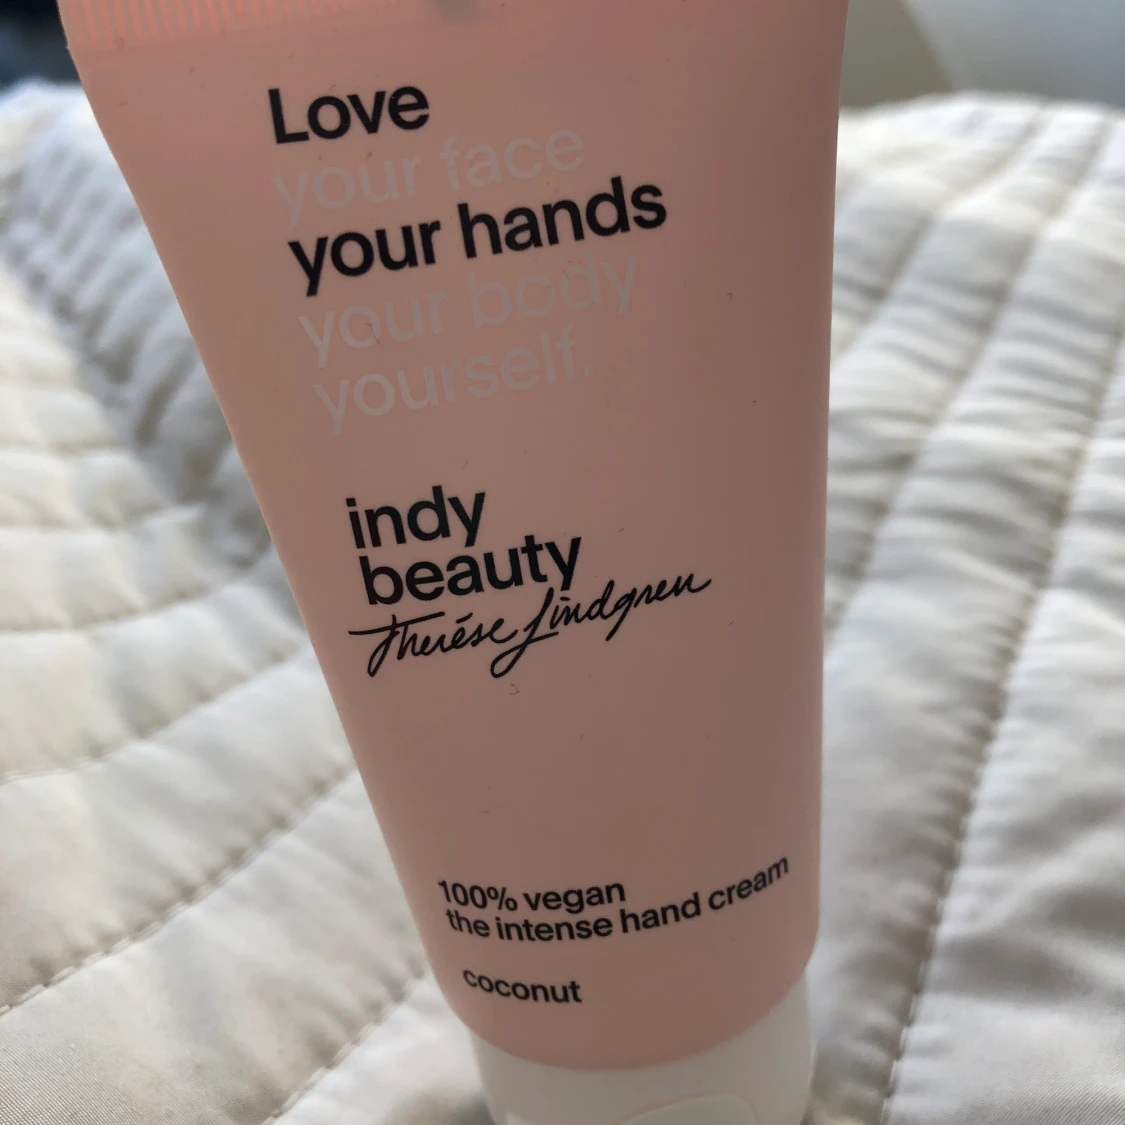 Love
your face
your hands
your body
yourself.
indy
beauty
Therése Lindgren
100% vegan
the intense hand cream
coconut